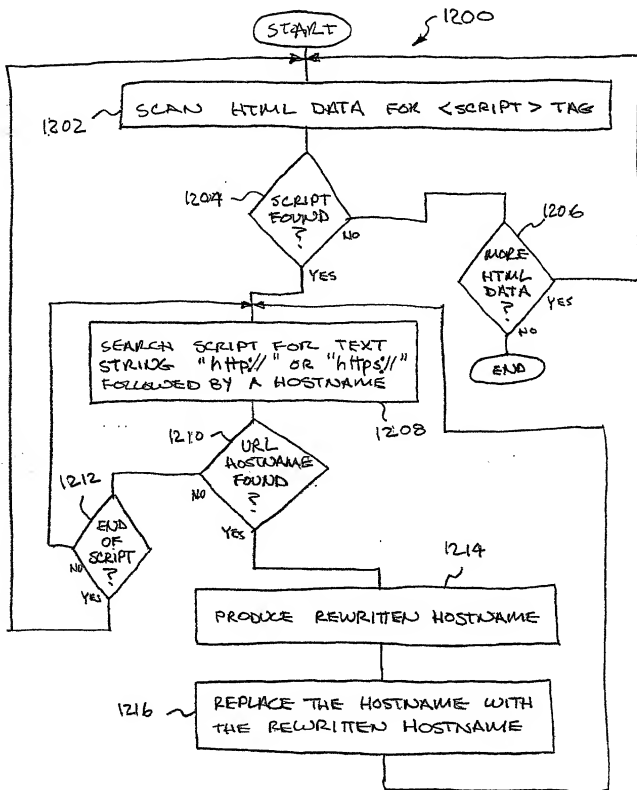 START
1200
SCAN HTML DATA FOR <SCRIPT> TAG
1202
1204
SCRIPT
FOUND
?
NO
YES
1206
MORE
HTML
DATA
?
YES
NO
END
SEARCH SCRIPT FOR TEXT
STRING "http://" OR "https://"
FOLLOWED BY A HOSTNAME
1208
1210
URL
HOSTNAME
FOUND
?
NO
YES
1212
END
OF
SCRIPT
?
NO
YES
1214
PRODUCE REWRITTEN HOSTNAME
1216
REPLACE THE HOSTNAME WITH
THE REWRITTEN HOSTNAME